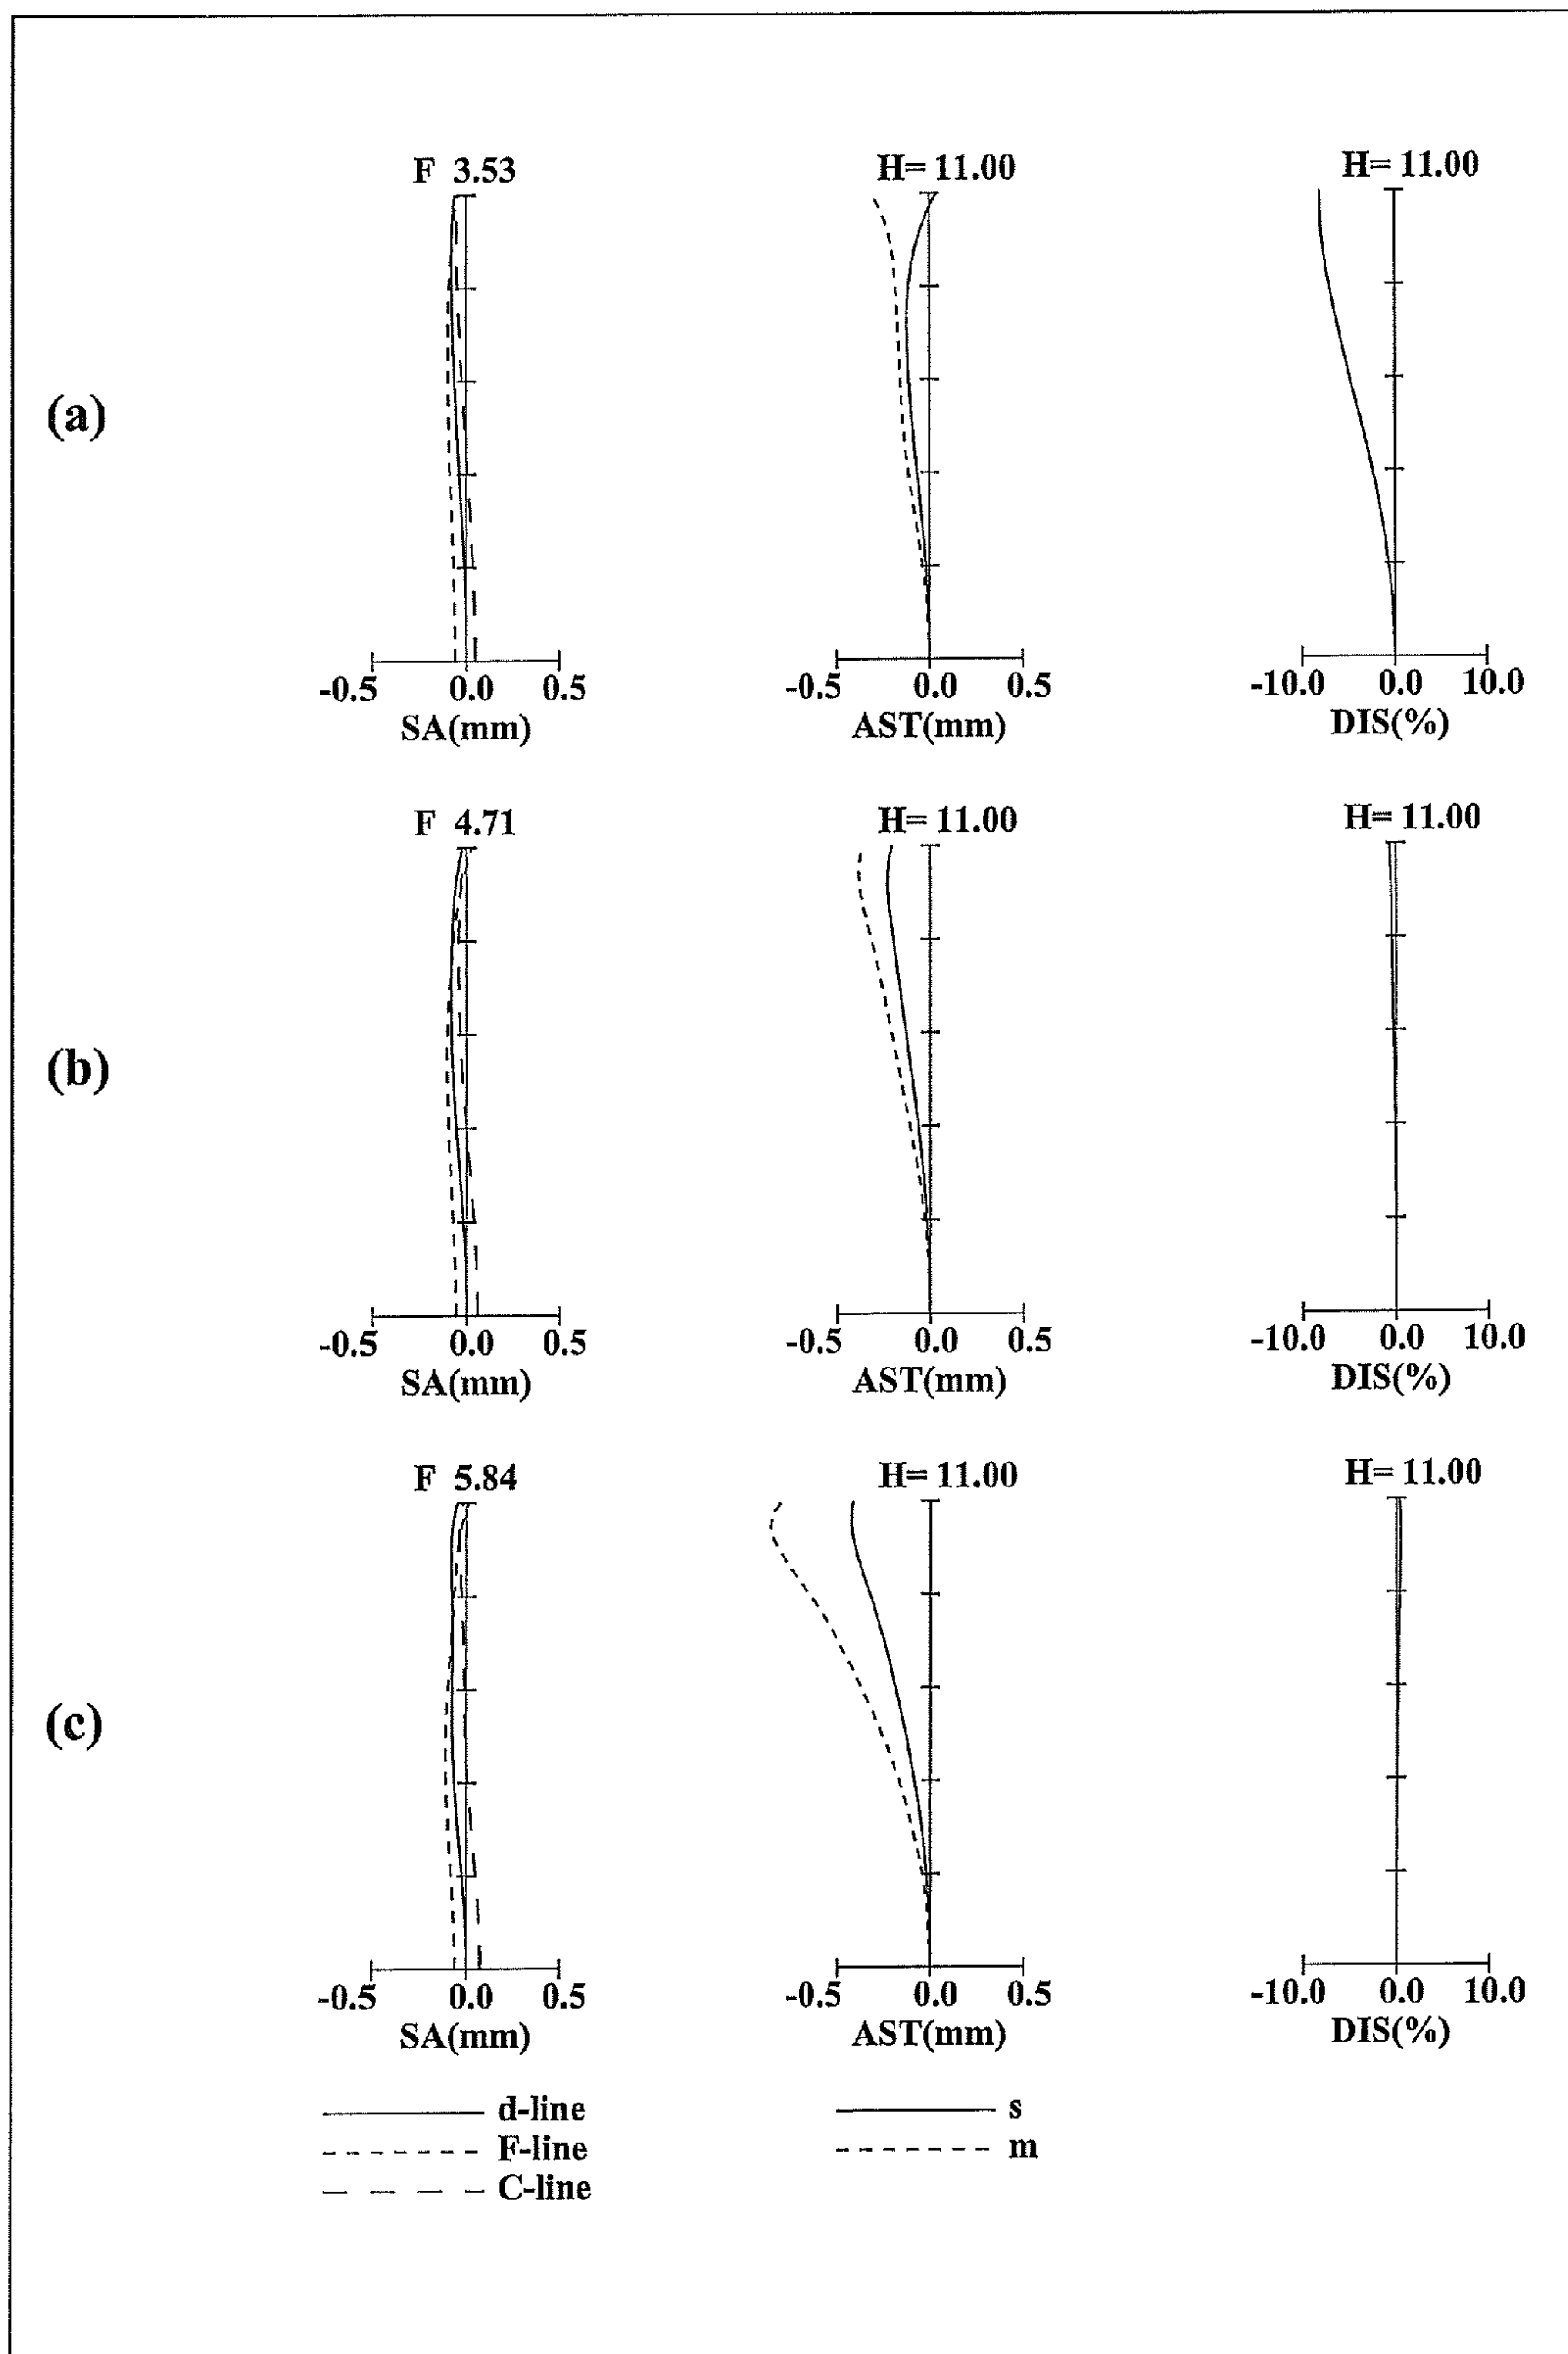 (a)
F 3.53
-0.5 0.0 0.5
SA(mm)
H= 11.00
-0.5 0.0 0.5
AST(mm)
H= 11.00
-10.0 0.0 10.0
DIS(%)
(b)
F 4.71
-0.5 0.0 0.5
SA(mm)
H= 11.00
-0.5 0.0 0.5
AST(mm)
H= 11.00
-10.0 0.0 10.0
DIS(%)
(c)
F 5.84
-0.5 0.0 0.5
SA(mm)
H= 11.00
-0.5 0.0 0.5
AST(mm)
H= 11.00
-10.0 0.0 10.0
DIS(%)
d-line
F-line
C-line
s
m